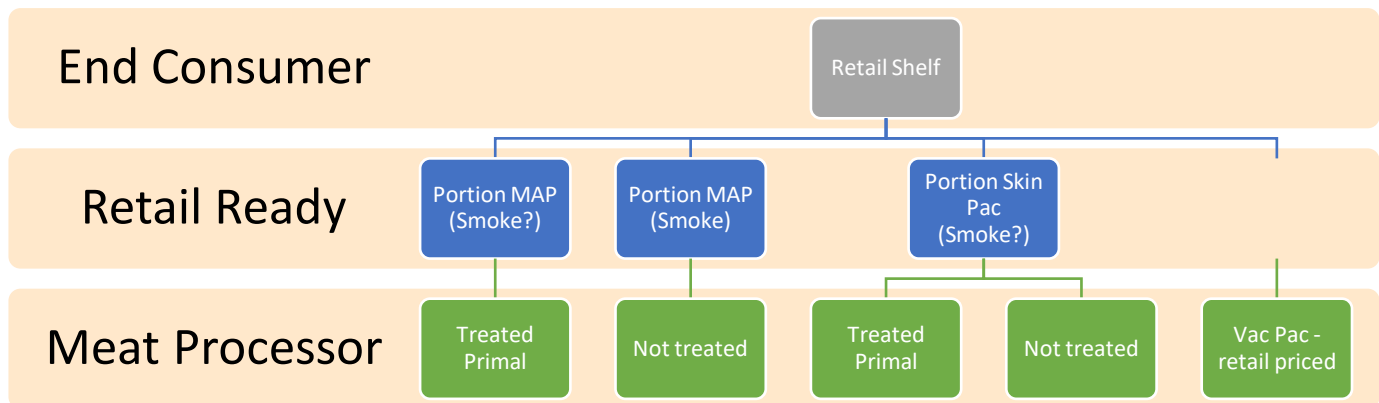 End Consumer
Retail Shelf
Retail Ready
Portion MAP
(Smoke?)
Portion MAP
(Smoke)
Portion Skin
Pac
(Smoke?)
Meat Processor
Treated
Primal
Not treated
Treated
Primal
Not treated
Vac Pac -
retail priced